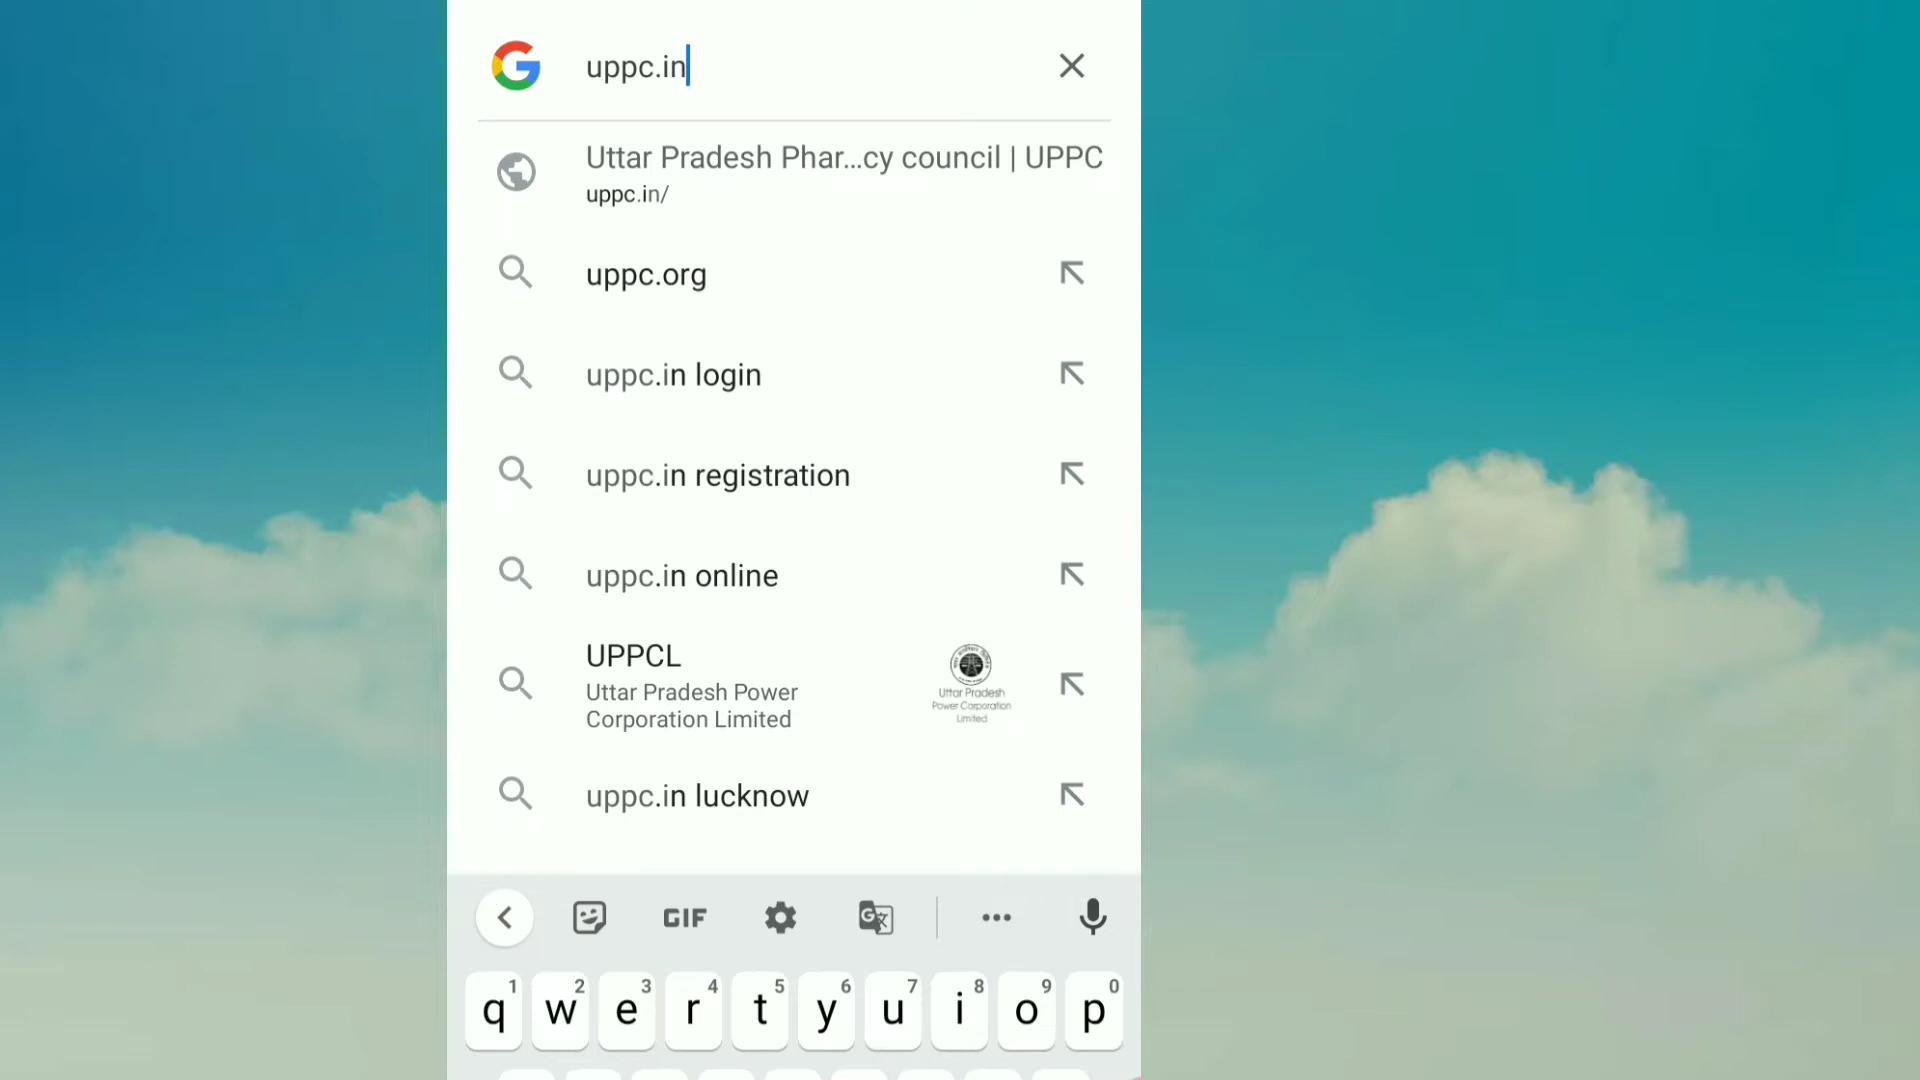 uppc.in
Uttar Pradesh Phar...cy council | UPPC
uppc.in/
uppc.org
uppc.in login
uppc.in registration
uppc.in online
UPPCL
Uttar Pradesh Power
Corporation Limited
Uttar Pradesh
Power Corporation
Limited
uppc.in lucknow
GIF
1 2 3 4 5 6 7 8 9 0
q w e r t y u i o p